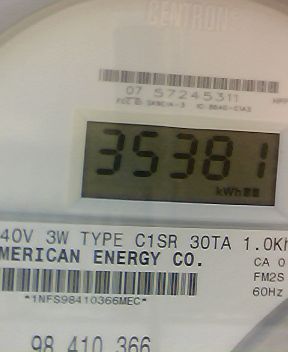 CENTRON
07 57245311
35381
kWh
40V 3W TYPE C1SR 30TA 1.0Kh
MERICAN ENERGY CO.
CA 0
FM2S
60Hz
*1NFS98410366MEC*
98 410 366